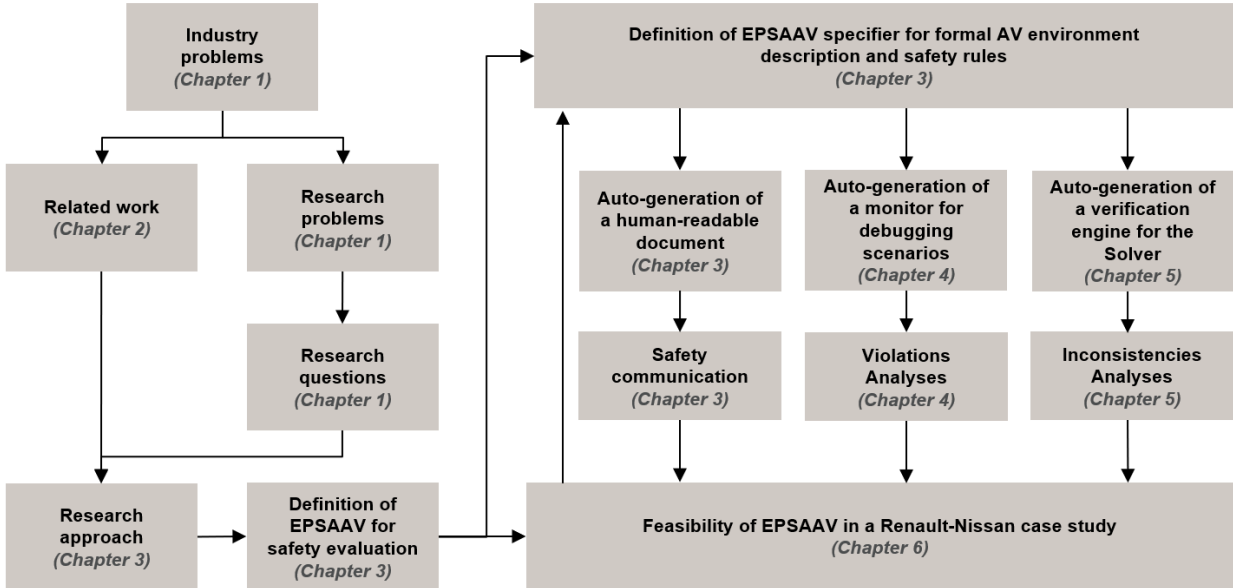 Industry
problems
(Chapter 1)
Related work
(Chapter 2)
Research
problems
(Chapter 1)
Research
questions
(Chapter 1)
Research
approach
(Chapter 3)
Definition of
EPSAAV for
safety evaluation
(Chapter 3)
Definition of EPSAAV specifier for formal AV environment
description and safety rules
(Chapter 3)
Auto-generation of
a human-readable
document
(Chapter 3)
Auto-generation of
a monitor for
debugging
scenarios
(Chapter 4)
Auto-generation of
a verification
engine for the
Solver
(Chapter 5)
Safety
communication
(Chapter 3)
Violations
Analyses
(Chapter 4)
Inconsistencies
Analyses
(Chapter 5)
Feasibility of EPSAAV in a Renault-Nissan case study
(Chapter 6)